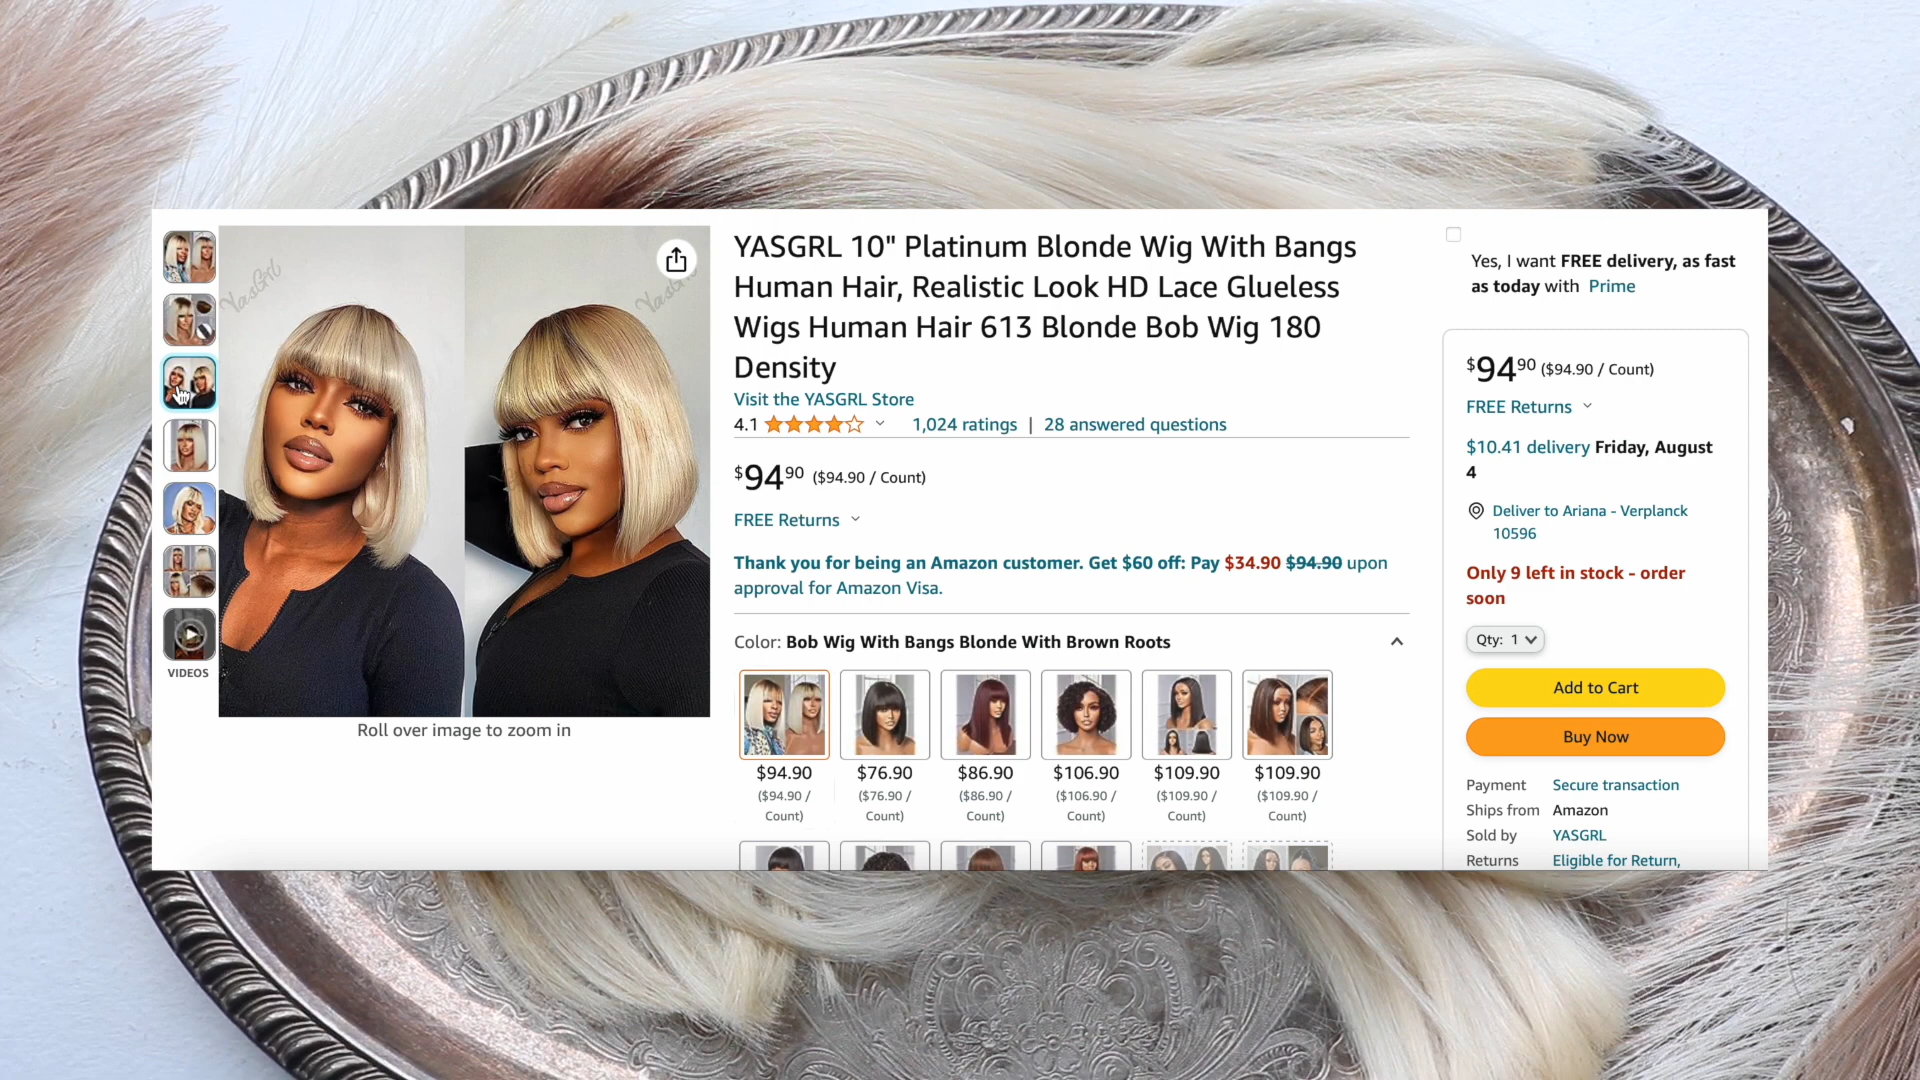 YasGrl
YASGRL 10" Platinum Blonde Wig With Bangs
Human Hair, Realistic Look HD Lace Glueless
Wigs Human Hair 613 Blonde Bob Wig 180
Density
Visit the YASGRL Store
4.1
1,024 ratings | 28 answered questions
$94 90 ($94.90 / Count)
FREE Returns
Thank you for being an Amazon customer. Get $60 off: Pay $34.90 $94.90 upon
approval for Amazon Visa.
Color: Bob Wig With Bangs Blonde With Brown Roots
$94.90 $76.90 $86.90 $106.90 $109.90 $109.90
($94.90 / ($76.90 / ($86.90 / ($106.90 / ($109.90 / ($109.90 /
Count) Count) Count) Count) Count) Count)
VIDEOS
Roll over image to zoom in
Yes, I want FREE delivery, as fast
as today with Prime
$94 90 ($94.90 / Count)
FREE Returns
$10.41 delivery Friday, August
4
Deliver to Ariana - Verplanck
10596
Only 9 left in stock - order
soon
Qty: 1
Add to Cart
Buy Now
Payment Secure transaction
Ships from Amazon
Sold by YASGRL
Returns Eligible for Return,